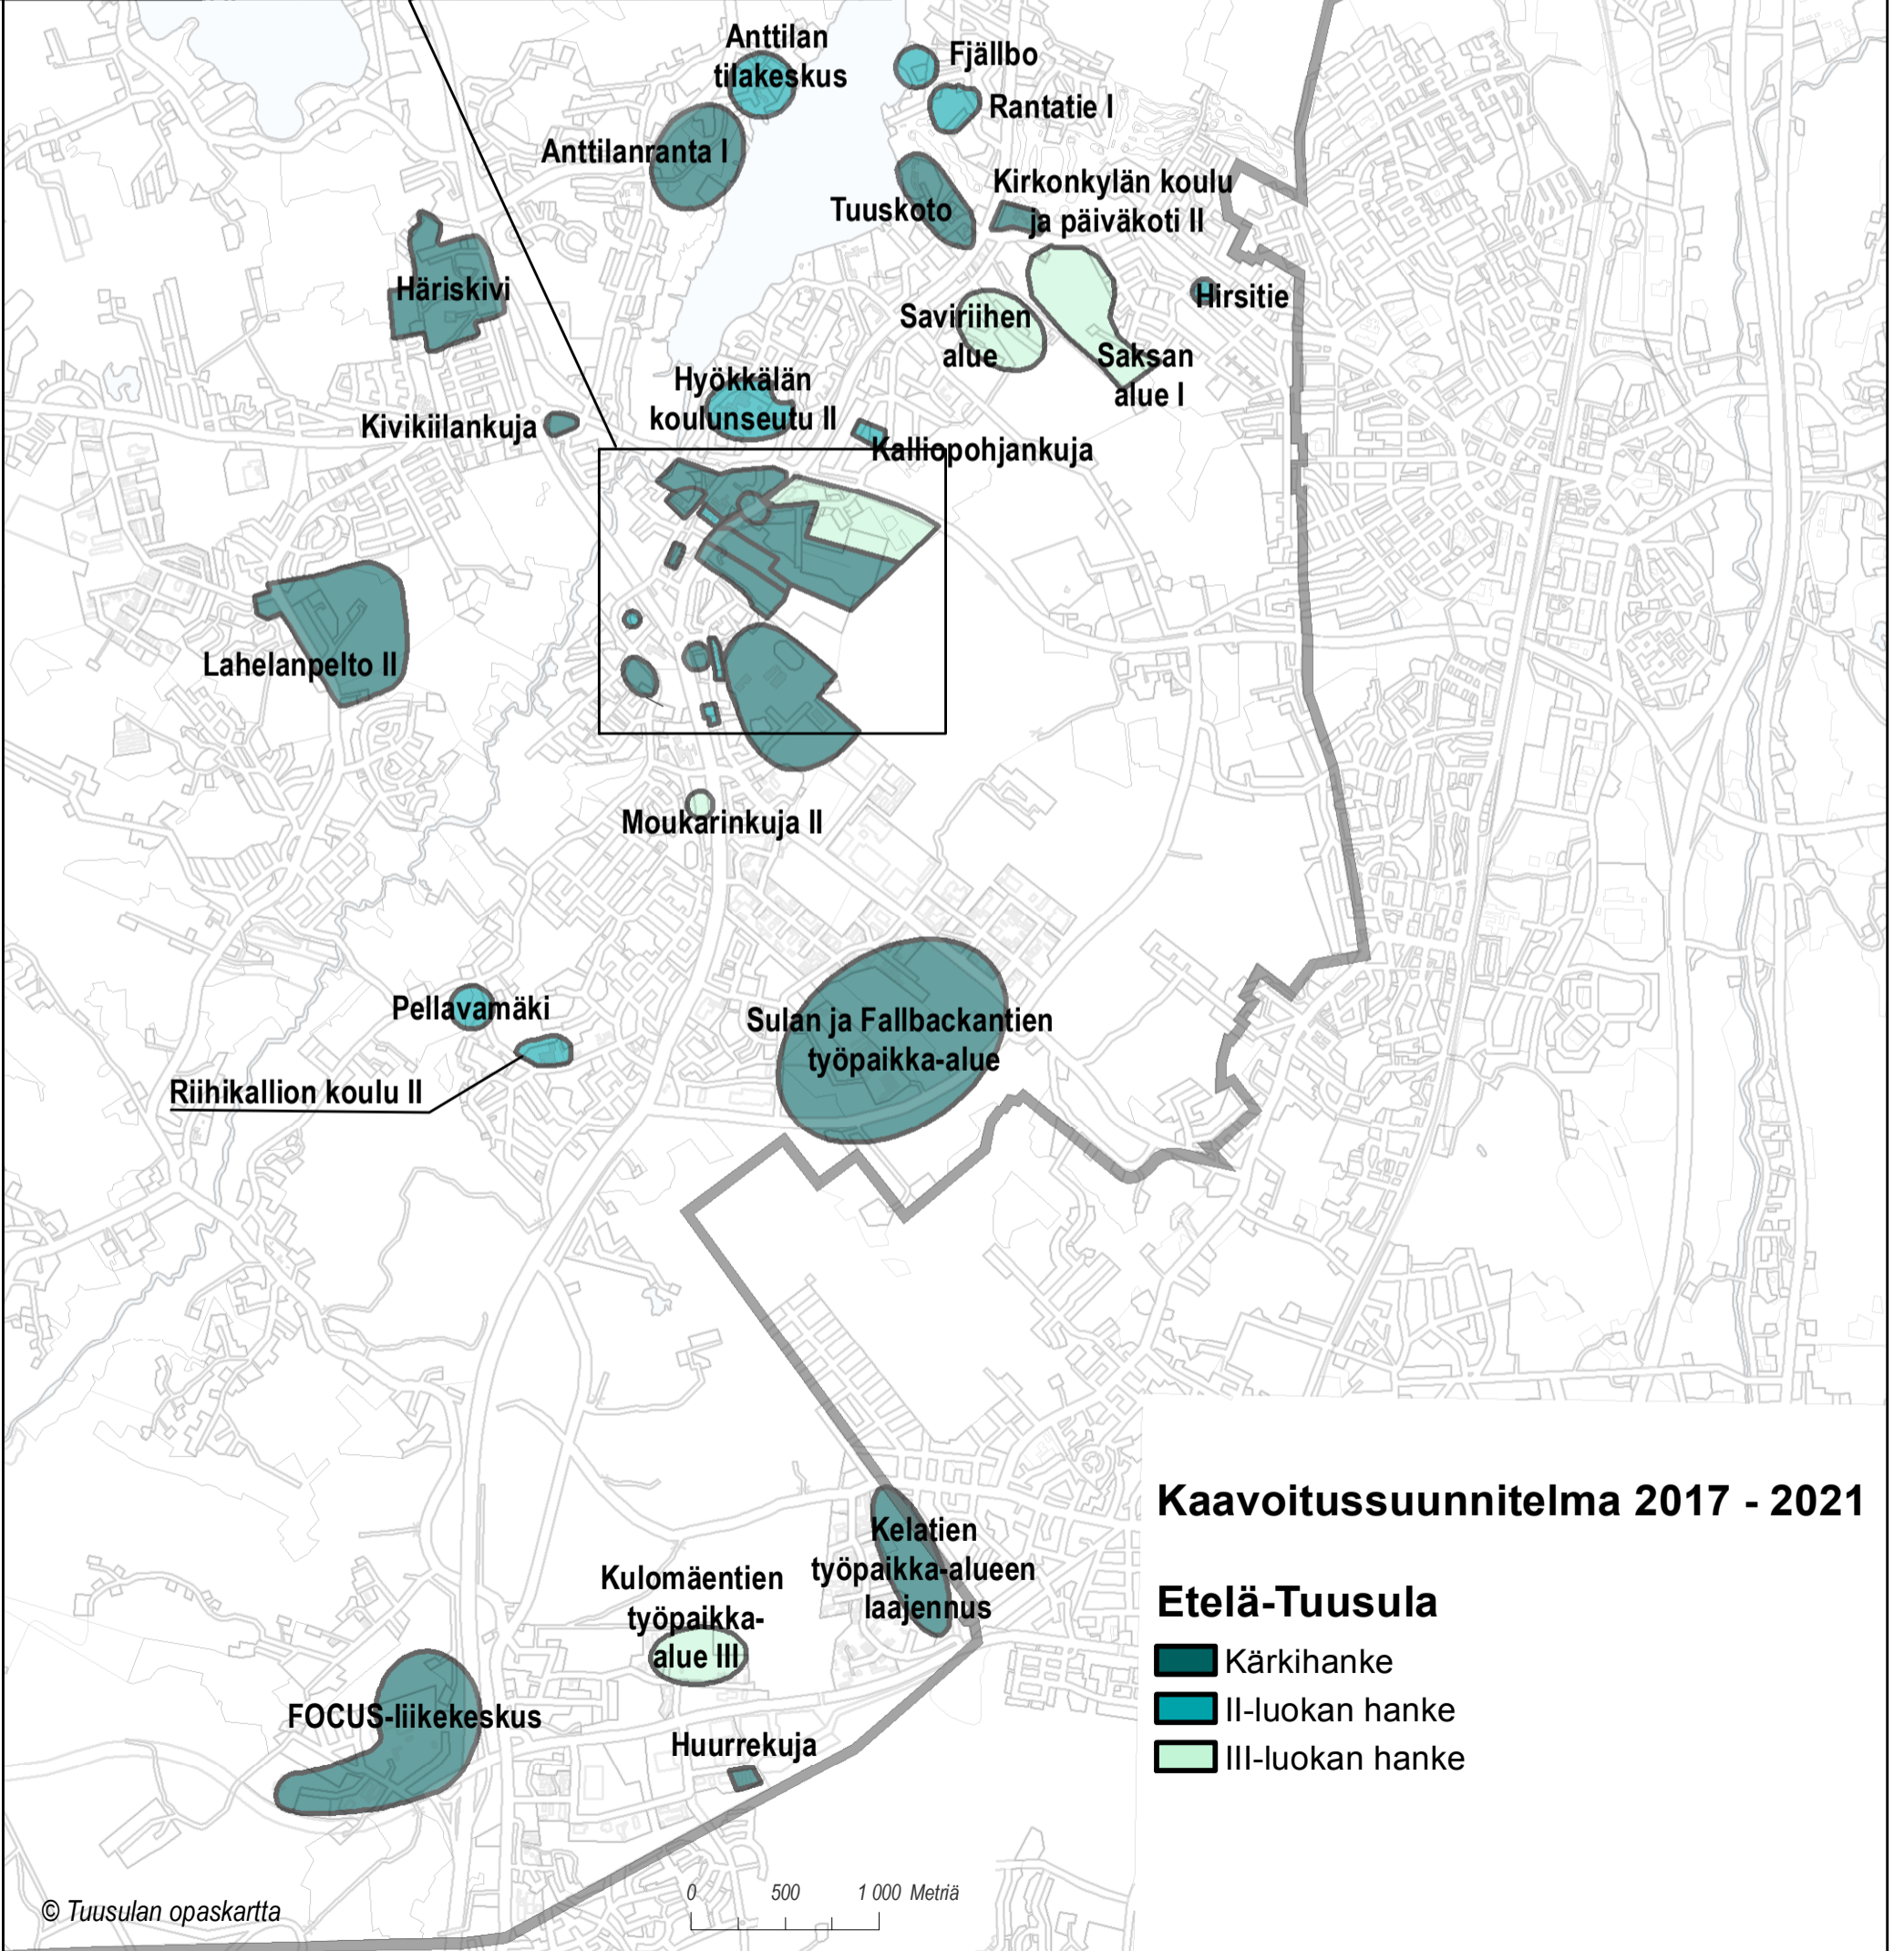 Anttilan
tilakeskus
Fjällbo
Rantatie I
Anttilanranta I
Kirkonkylän koulu
ja päiväkoti II
Tuuskoto
Häriskivi
Hirsitie
Saviriihen
alue
Saksan
alue I
Hyökkälän
koulunseutu II
Kivikiilankuja
Kalliopohjankuja
Lahelanpelto II
Moukarinkuja II
Pellavamäki
Sulan ja Fallbackantien
työpaikka-alue
Riihikallion koulu II
Kelatien
työpaikka-alueen
laajennus
Kulomäentien
työpaikka-
alue III
FOCUS-liikekeskus
Huurrekuja
Kaavoitussuunnitelma 2017 - 2021
Etelä-Tuusula
Kärkihanke
II-luokan hanke
III-luokan hanke
0 500 1 000 Metriä
© Tuusulan opaskartta